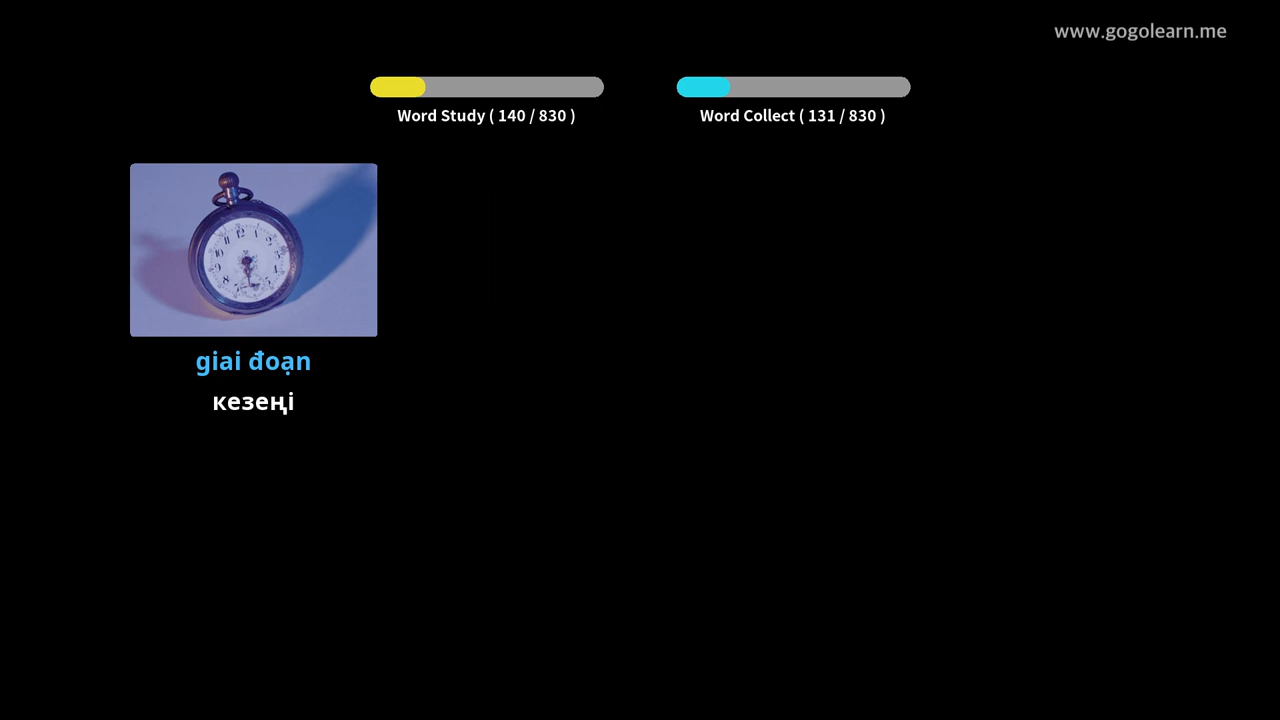 www.gogolearn.me
Word Study ( 140 / 830 )
Word Collect ( 131 / 830 )
giai đoạn
кезеңі